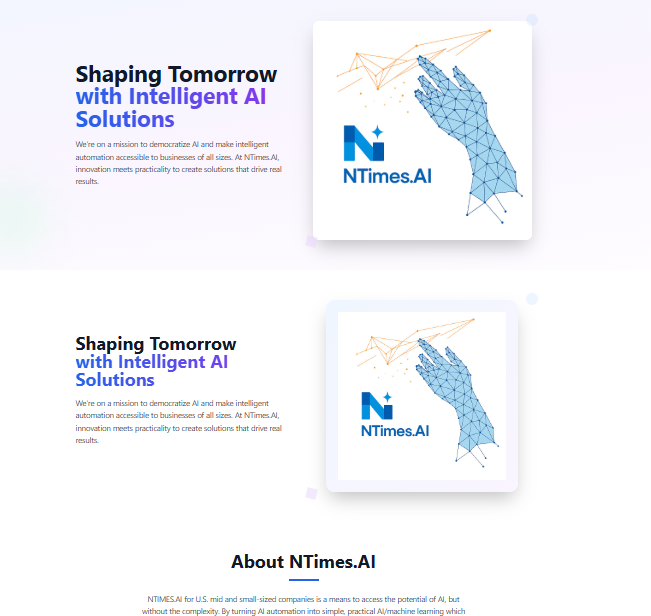 Shaping Tomorrow
with Intelligent AI
Solutions
We're on a mission to democratize AI and make intelligent
automation accessible to businesses of all sizes. At NTimes.AI,
innovation meets practicality to create solutions that drive real
results.
N
NTimes.AI
Shaping Tomorrow
with Intelligent AI
Solutions
We're on a mission to democratize AI and make intelligent
automation accessible to businesses of all sizes. At NTimes.AI,
innovation meets practicality to create solutions that drive real
results.
N
NTimes.AI
About NTimes.AI
NTIMES.AI for U.S. mid and small-sized companies is a means to access the potential of AI, but
without the complexity. By turning AI automation into simple, practical AI/machine learning which